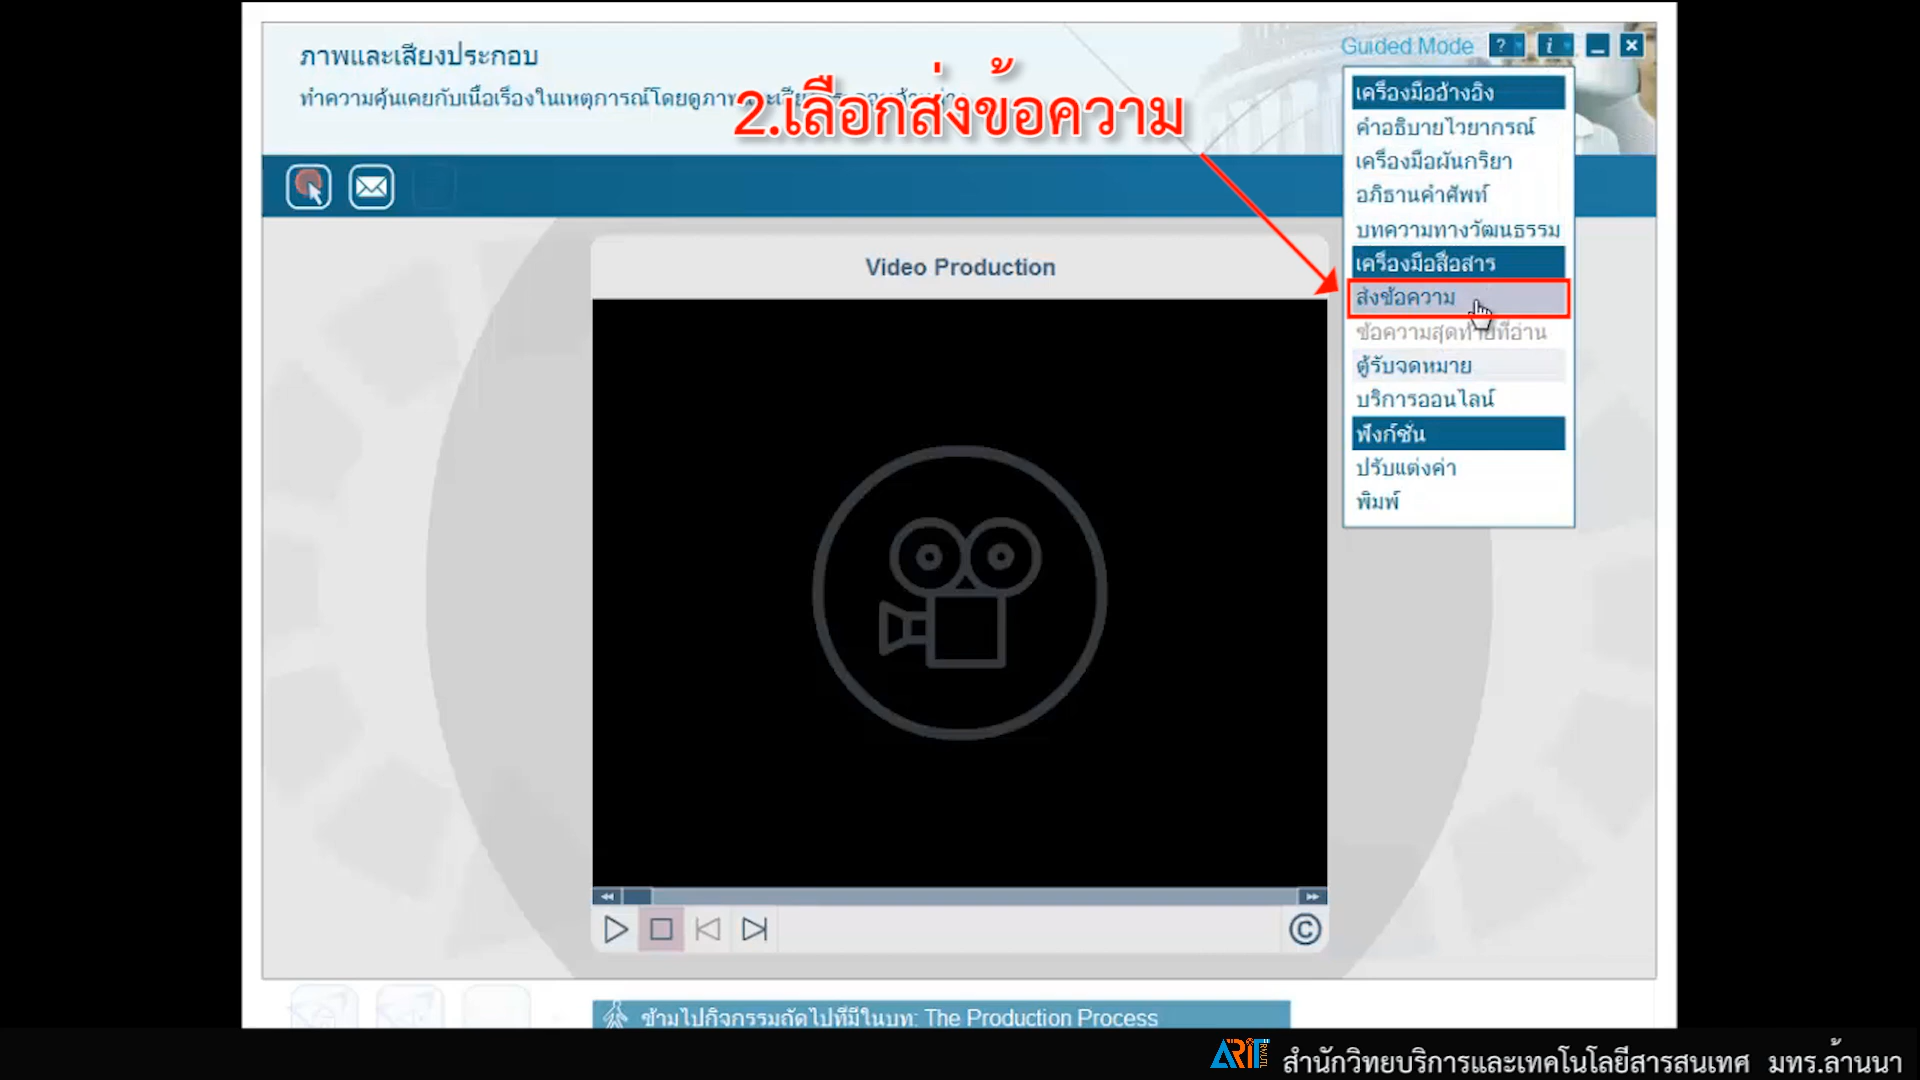 ภาพและเสียงประกอบ
ทำความคุ้นเคยกับเนื้อเรื่องในเหตุการณ์โดยดูภาพ
2.เลือกส่งข้อความ
Guided Mode
เครื่องมืออ้างอิง
คำอธิบายไวยากรณ์
เครื่องมือผันกริยา
อภิธานคำศัพท์
บทความทางวัฒนธรรม
เครื่องมือสื่อสาร
ส่งข้อความ
ข้อความสุดท้ายที่อ่าน
ตู้รับจดหมาย
บริการออนไลน์
ฟังก์ชั่น
ปรับแต่งค่า
พิมพ์
Video Production
ข้ามไปกิจกรรมถัดไปที่มีในบท: The Production Process
ARIT สำนักวิทยบริการและเทคโนโลยีสารสนเทศ มทร.ล้านนา